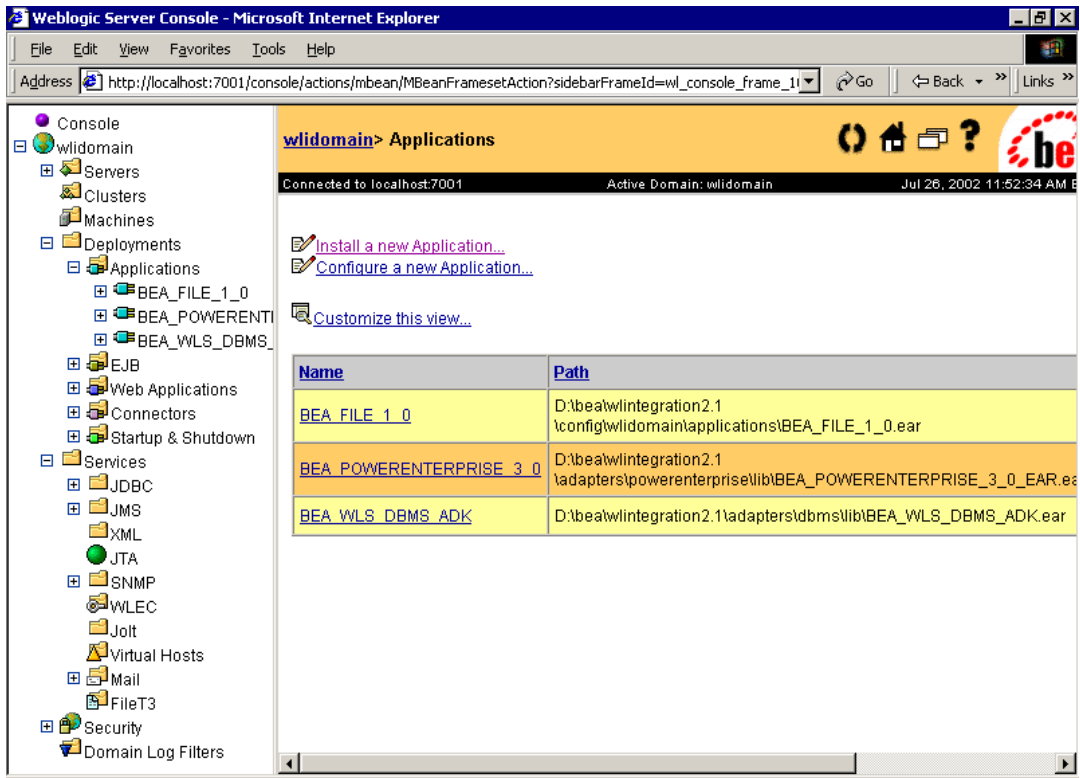 Weblogic Server Console - Microsoft Internet Explorer
File Edit View Favorites Tools Help
Address http://localhost:7001/console/actions/mbean/MBeanFramesetAction?sidebarFrameId=wl_console_frame_1 Go Back » Links »
Console
wlidomain
Servers
Clusters
Machines
Deployments
Applications
BEA_FILE_1_0
BEA_POWERENTI
BEA_WLS_DBMS_
EJB
Web Applications
Connectors
Startup & Shutdown
Services
JDBC
JMS
XML
JTA
SNMP
WLEC
Jolt
Virtual Hosts
Mail
FileT3
Security
Domain Log Filters
wlidomain> Applications
be
Connected to localhost:7001 Active Domain: wlidomain Jul 26, 2002 11:52:34 AM E
Install a new Application...
Configure a new Application...
Customize this view...
Name Path
BEA_FILE_1_0 D:\bea\wlintegration2.1
\config\wlidomain\applications\BEA_FILE_1_0.ear
BEA_POWERENTERPRISE_3_0 D:\bea\wlintegration2.1
\adapters\powerenterprise\lib\BEA_POWERENTERPRISE_3_0_EAR.ea
BEA_WLS_DBMS_ADK D:\bea\wlintegration2.1\adapters\dbms\lib\BEA_WLS_DBMS_ADK.ear